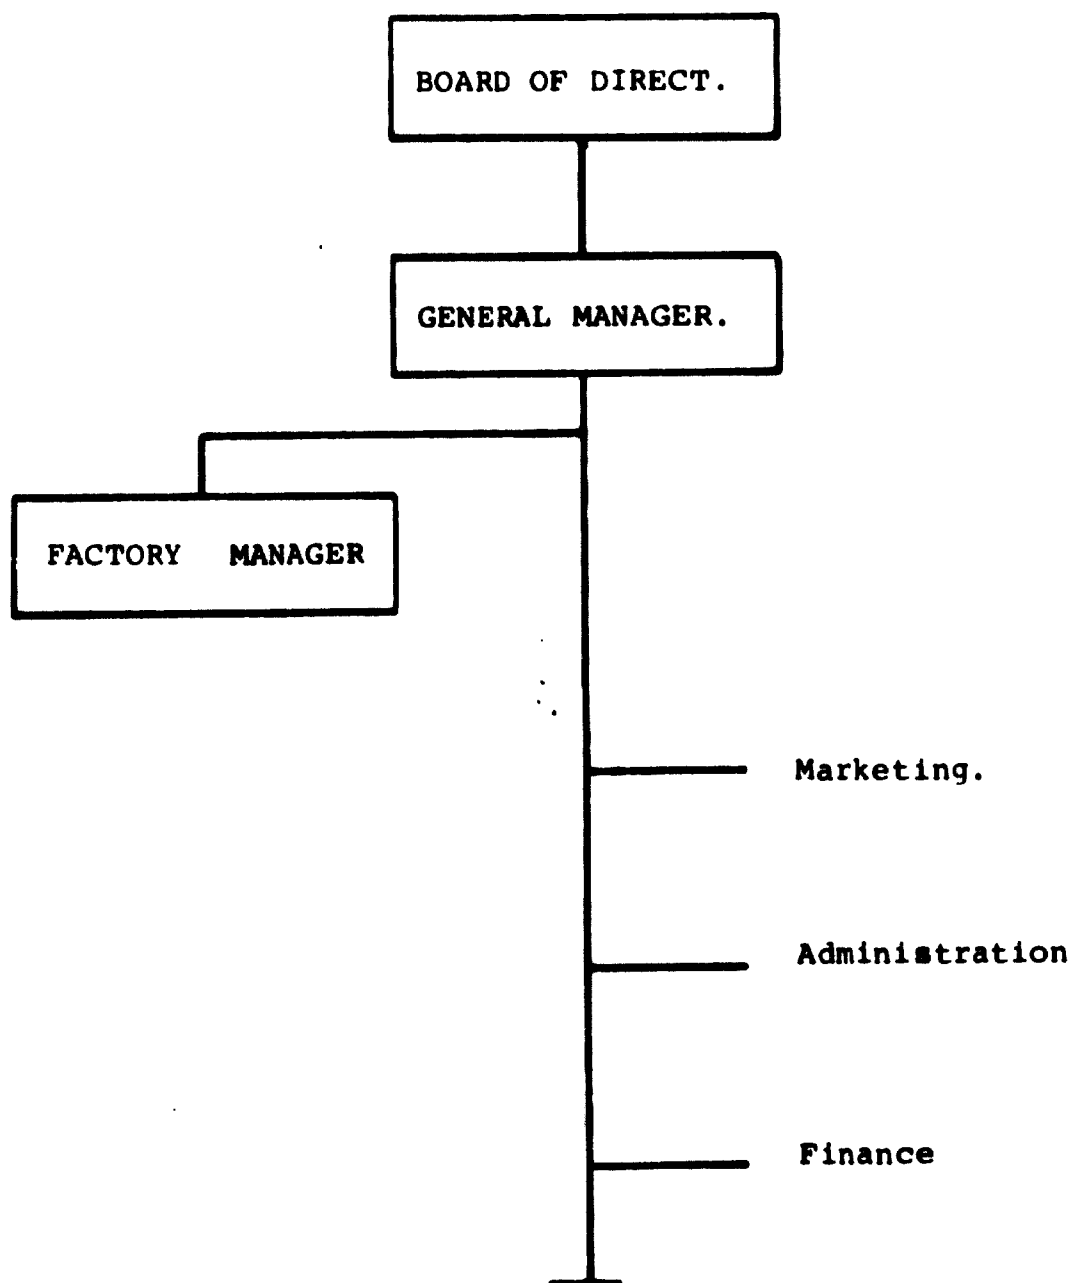 BOARD OF DIRECT.
GENERAL MANAGER.
FACTORY MANAGER
Marketing.
Administration
Finance